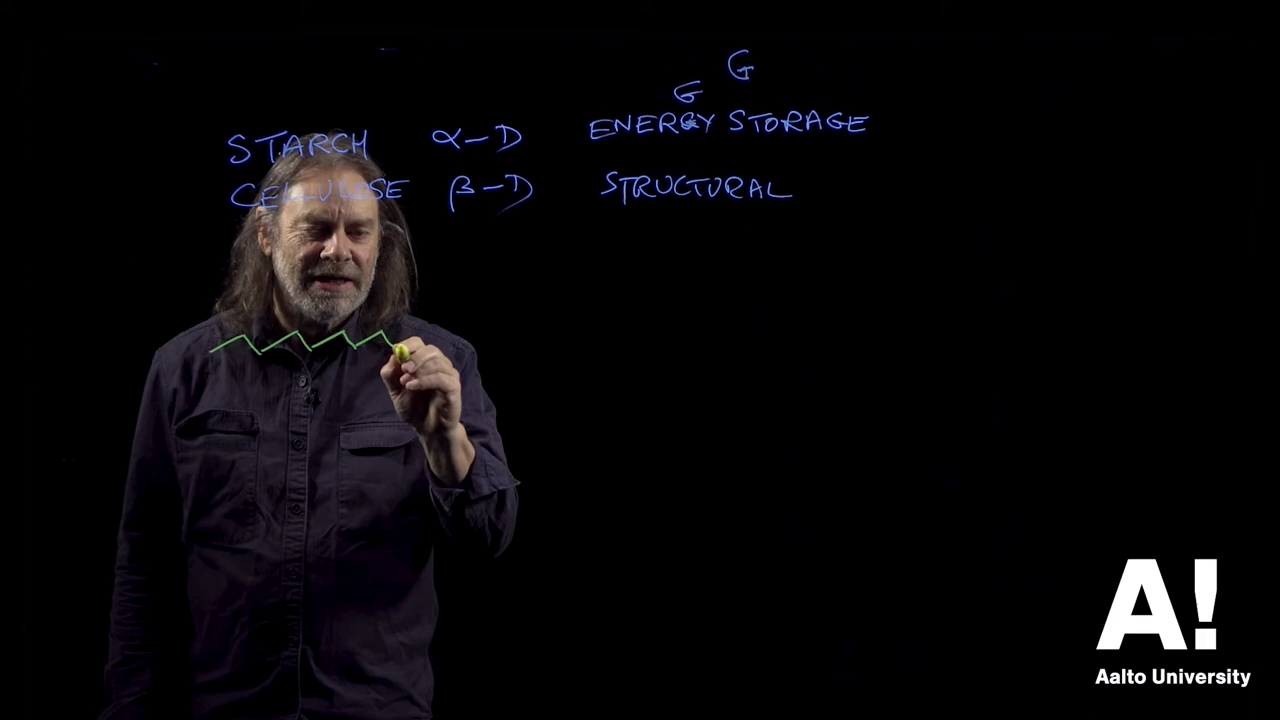 G
G
STARCH α-D ENERGY STORAGE
CELLULOSE β-D STRUCTURAL
A!
Aalto University